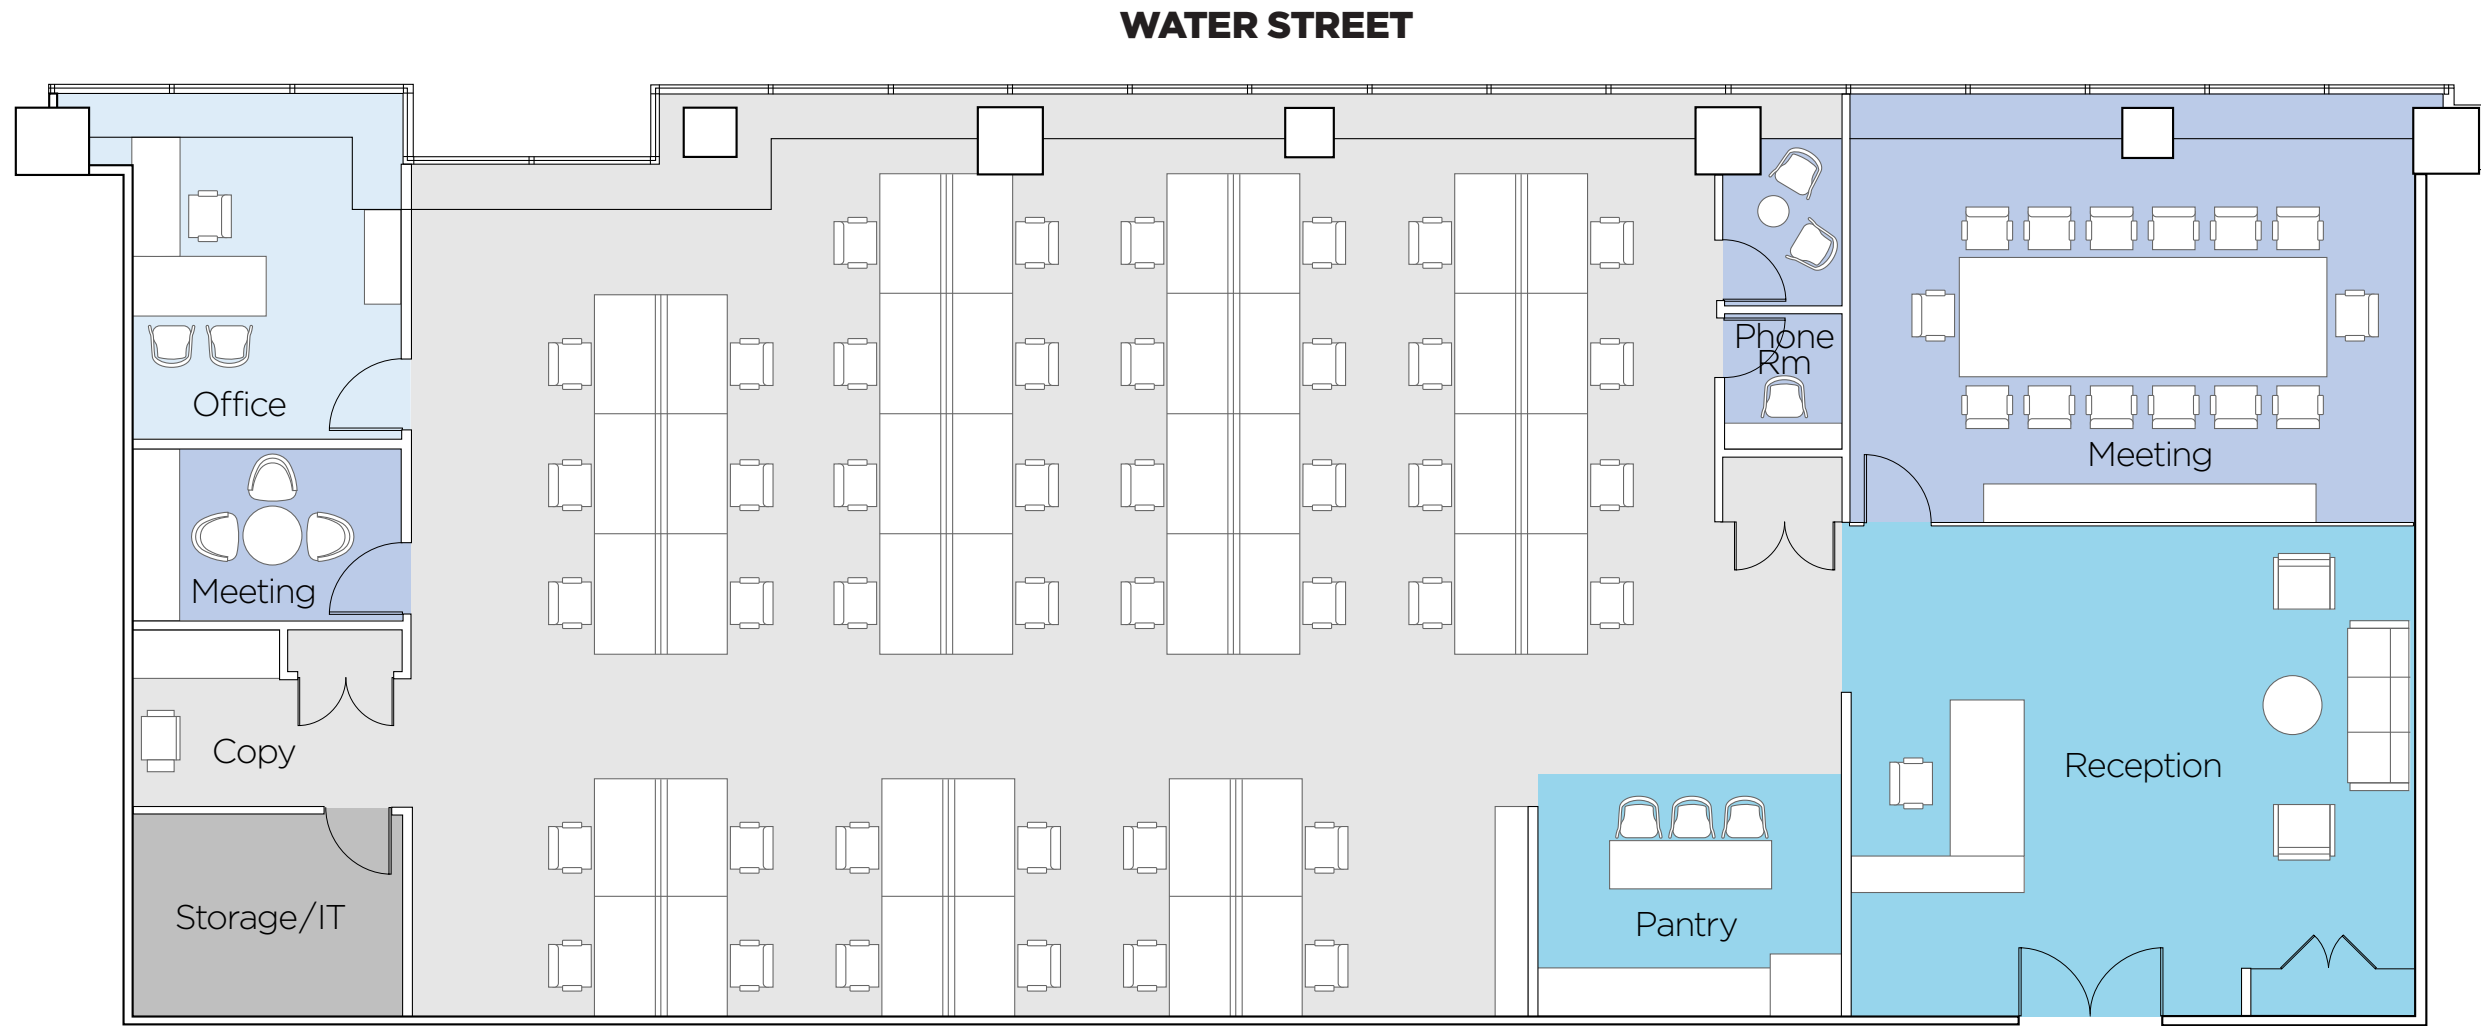 WATER STREET
Phone
Rm
Office
Meeting
Meeting
Copy
Reception
Storage/IT
Pantry